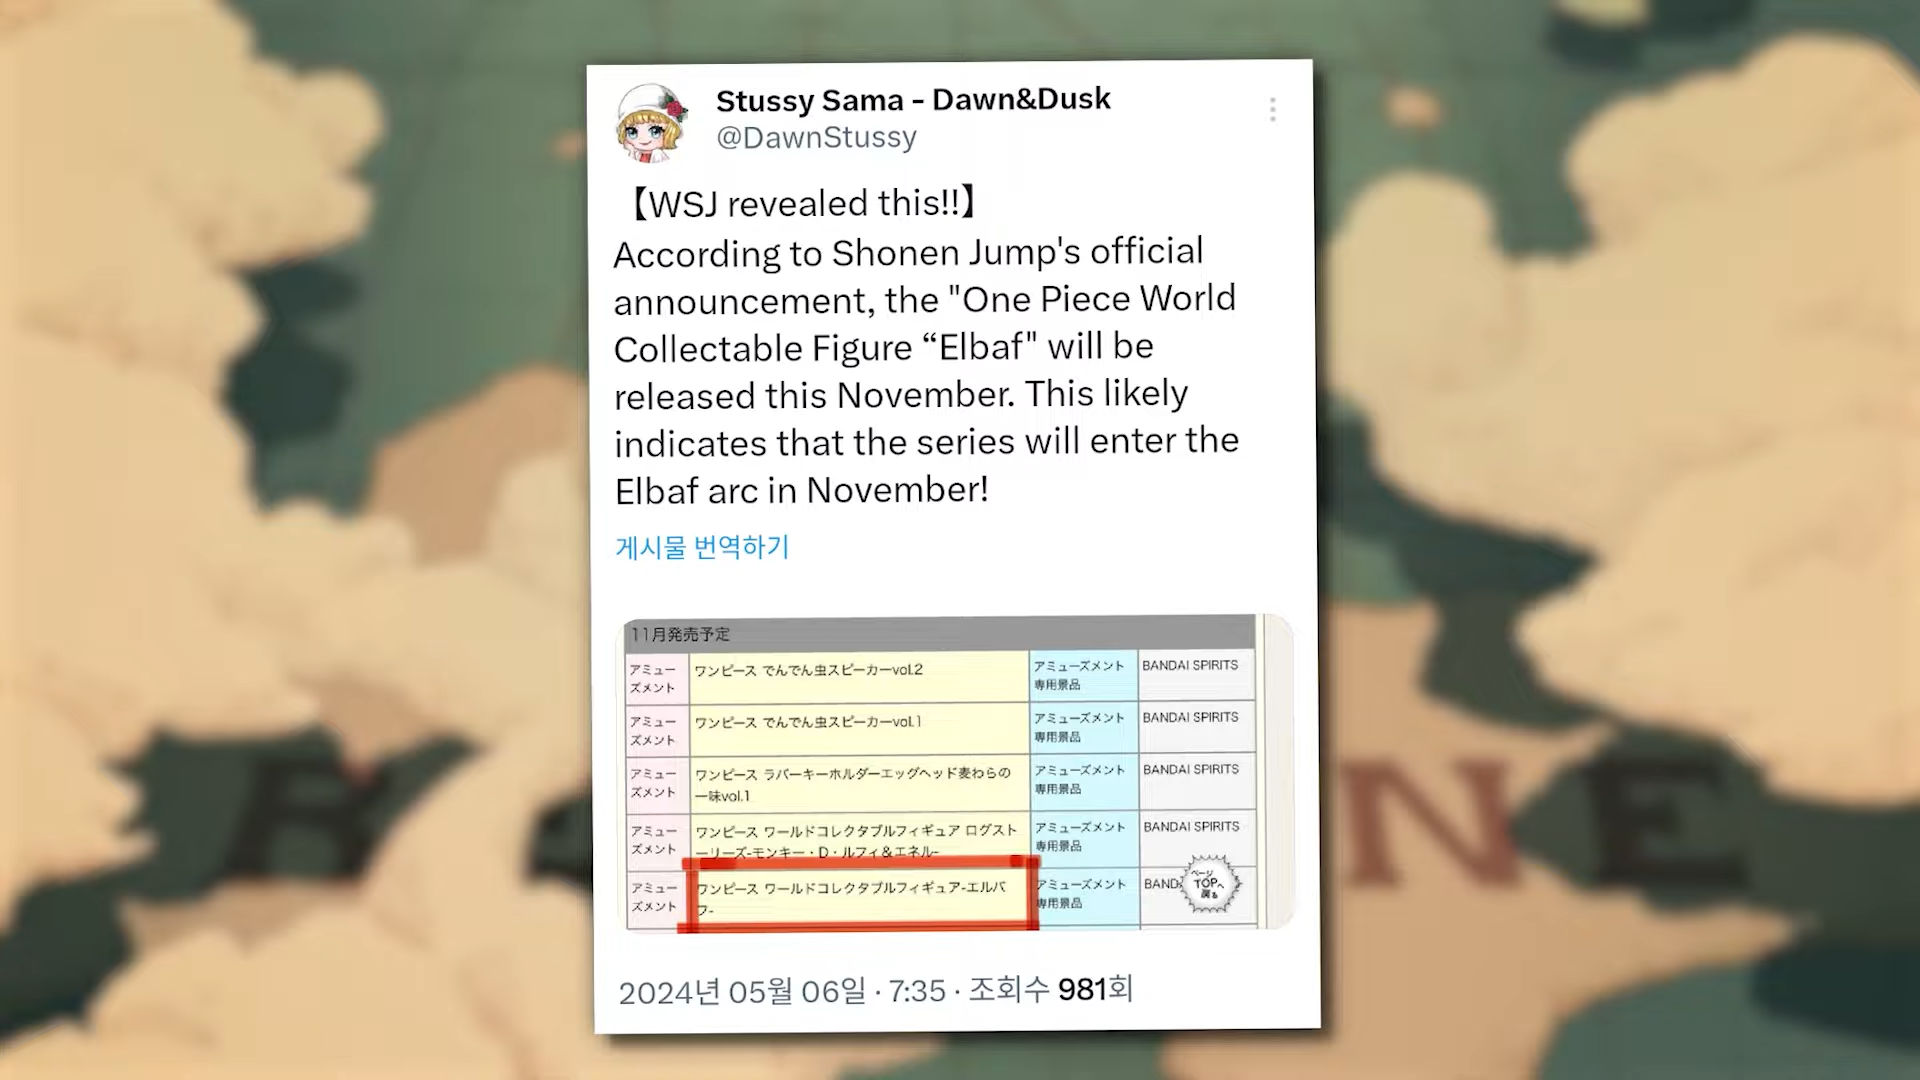 Stussy Sama - Dawn&Dusk
@DawnStussy
【WSJ revealed this!!】
According to Shonen Jump's official
announcement, the "One Piece World
Collectable Figure “Elbaf" will be
released this November. This likely
indicates that the series will enter the
Elbaf arc in November!
게시물 번역하기
11月発売予定
アミュー
ズメント
ワンピース でんでん虫スピーカーvol.2
アミューズメント
専用景品
BANDAI SPIRITS
アミュー
ズメント
ワンピース でんでん虫スピーカーvol.1
アミューズメント
専用景品
BANDAI SPIRITS
アミュー
ズメント
ワンピース ラバーキーホルダーエッグヘッド麦わらの
一味vol.1
アミューズメント
専用景品
BANDAI SPIRITS
アミュー
ズメント
ワンピース ワールドコレクタブルフィギュア ログスト
ーリーズ-モンキー・D・ルフィ&エネル-
アミューズメント
専用景品
BANDAI SPIRITS
アミュー
ズメント
ワンピース ワールドコレクタブルフィギュア-エルバ
フ-
アミューズメント
専用景品
BAND
ページ
TOPへ
戻る
2024년 05월 06일 · 7:35 · 조회수 981회
NE